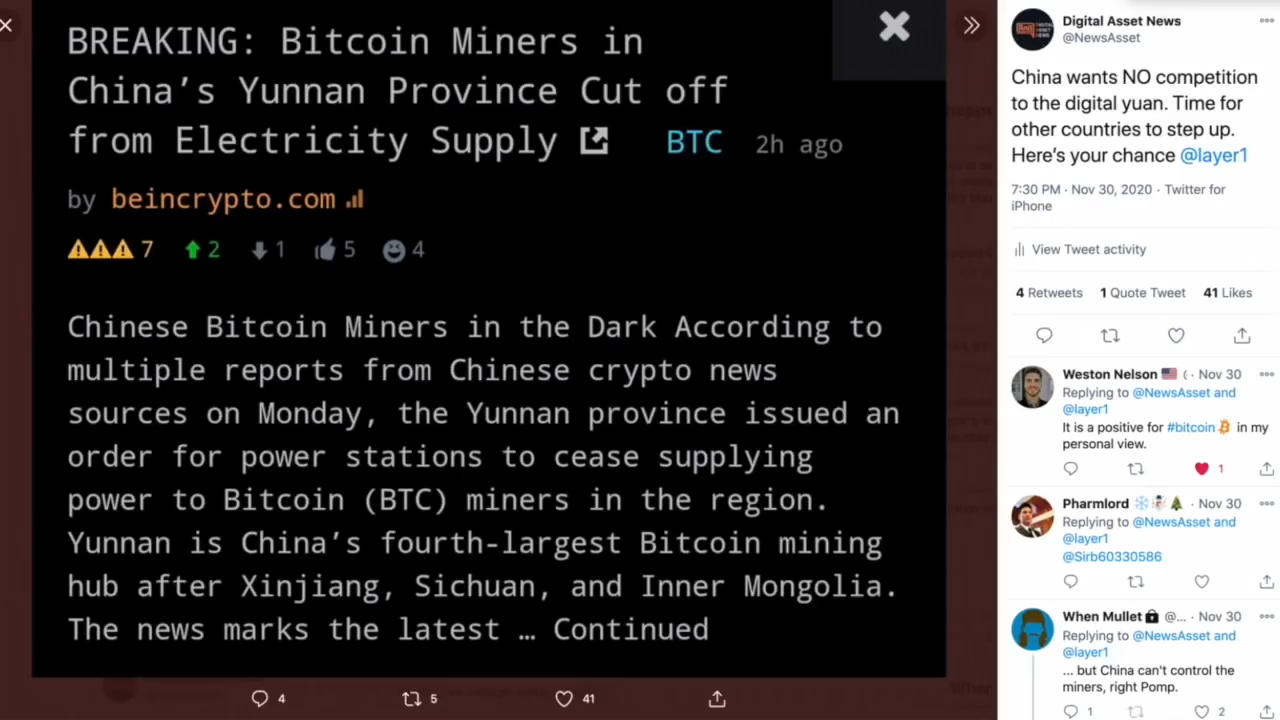 BREAKING: Bitcoin Miners in
China’s Yunnan Province Cut off
from Electricity Supply BTC 2h ago
by beincrypto.com
7 2 1 5 4
Chinese Bitcoin Miners in the Dark According to
multiple reports from Chinese crypto news
sources on Monday, the Yunnan province issued an
order for power stations to cease supplying
power to Bitcoin (BTC) miners in the region.
Yunnan is China’s fourth-largest Bitcoin mining
hub after Xinjiang, Sichuan, and Inner Mongolia.
The news marks the latest … Continued
4 5 41
Digital Asset News
@NewsAsset
China wants NO competition
to the digital yuan. Time for
other countries to step up.
Here’s your chance @layer1
7:30 PM · Nov 30, 2020 · Twitter for
iPhone
View Tweet activity
4 Retweets 1 Quote Tweet 41 Likes
Weston Nelson ( · Nov 30
Replying to @NewsAsset and
@layer1
It is a positive for #bitcoin in my
personal view.
1
Pharmlord · Nov 30
Replying to @NewsAsset and
@layer1
@Sirb60330586
When Mullet @... · Nov 30
Replying to @NewsAsset and
@layer1
... but China can't control the
miners, right Pomp.
1 2